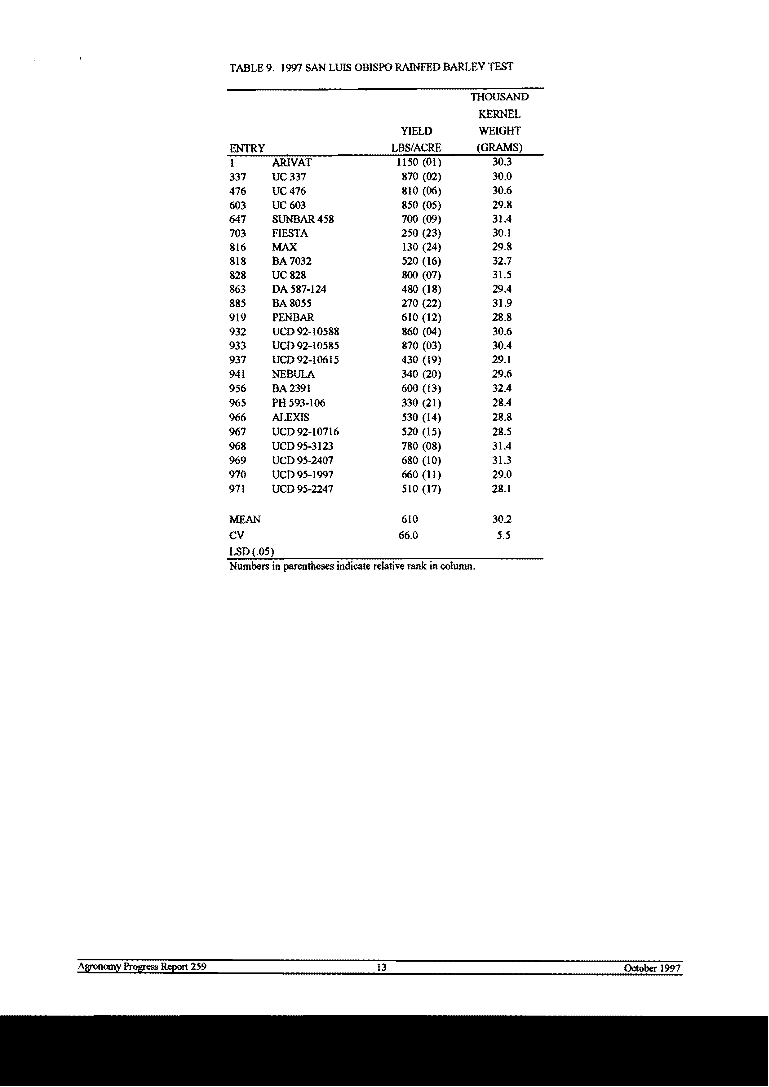 TABLE 9. 1997 SAN LUIS OBISPO RAINFED BARLEY TEST
THOUSAND
KERNEL
YIELD WEIGHT
ENTRY LBS/ACRE (GRAMS)
1 ARIVAT 1150 (01) 30.3
337 UC 337 870 (02) 30.0
476 UC 476 810 (06) 30.6
603 UC 603 850 (05) 29.8
647 SUNBAR 458 700 (09) 31.4
703 FIESTA 250 (23) 30.1
816 MAX 130 (24) 29.8
818 BA 7032 520 (16) 32.7
828 UC 828 800 (07) 31.5
863 DA 587-124 480 (18) 29.4
885 BA 8055 270 (22) 31.9
919 PENBAR 610 (12) 28.8
932 UCD 92-10588 860 (04) 30.6
933 UCD 92-10585 870 (03) 30.4
937 UCD 92-10615 430 (19) 29.1
941 NEBULA 340 (20) 29.6
956 BA 2391 600 (13) 32.4
965 PH 593-106 330 (21) 28.4
966 ALEXIS 530 (14) 28.8
967 UCD 92-10716 520 (15) 28.5
968 UCD 95-3123 780 (08) 31.4
969 UCD 95-2407 680 (10) 31.3
970 UCD 95-1997 660 (11) 29.0
971 UCD 95-2247 510 (17) 28.1
MEAN 610 30.2
CV 66.0 5.5
LSD (.05)
Numbers in parentheses indicate relative rank in column.
Agronomy Progress Report 259 13 October 1997